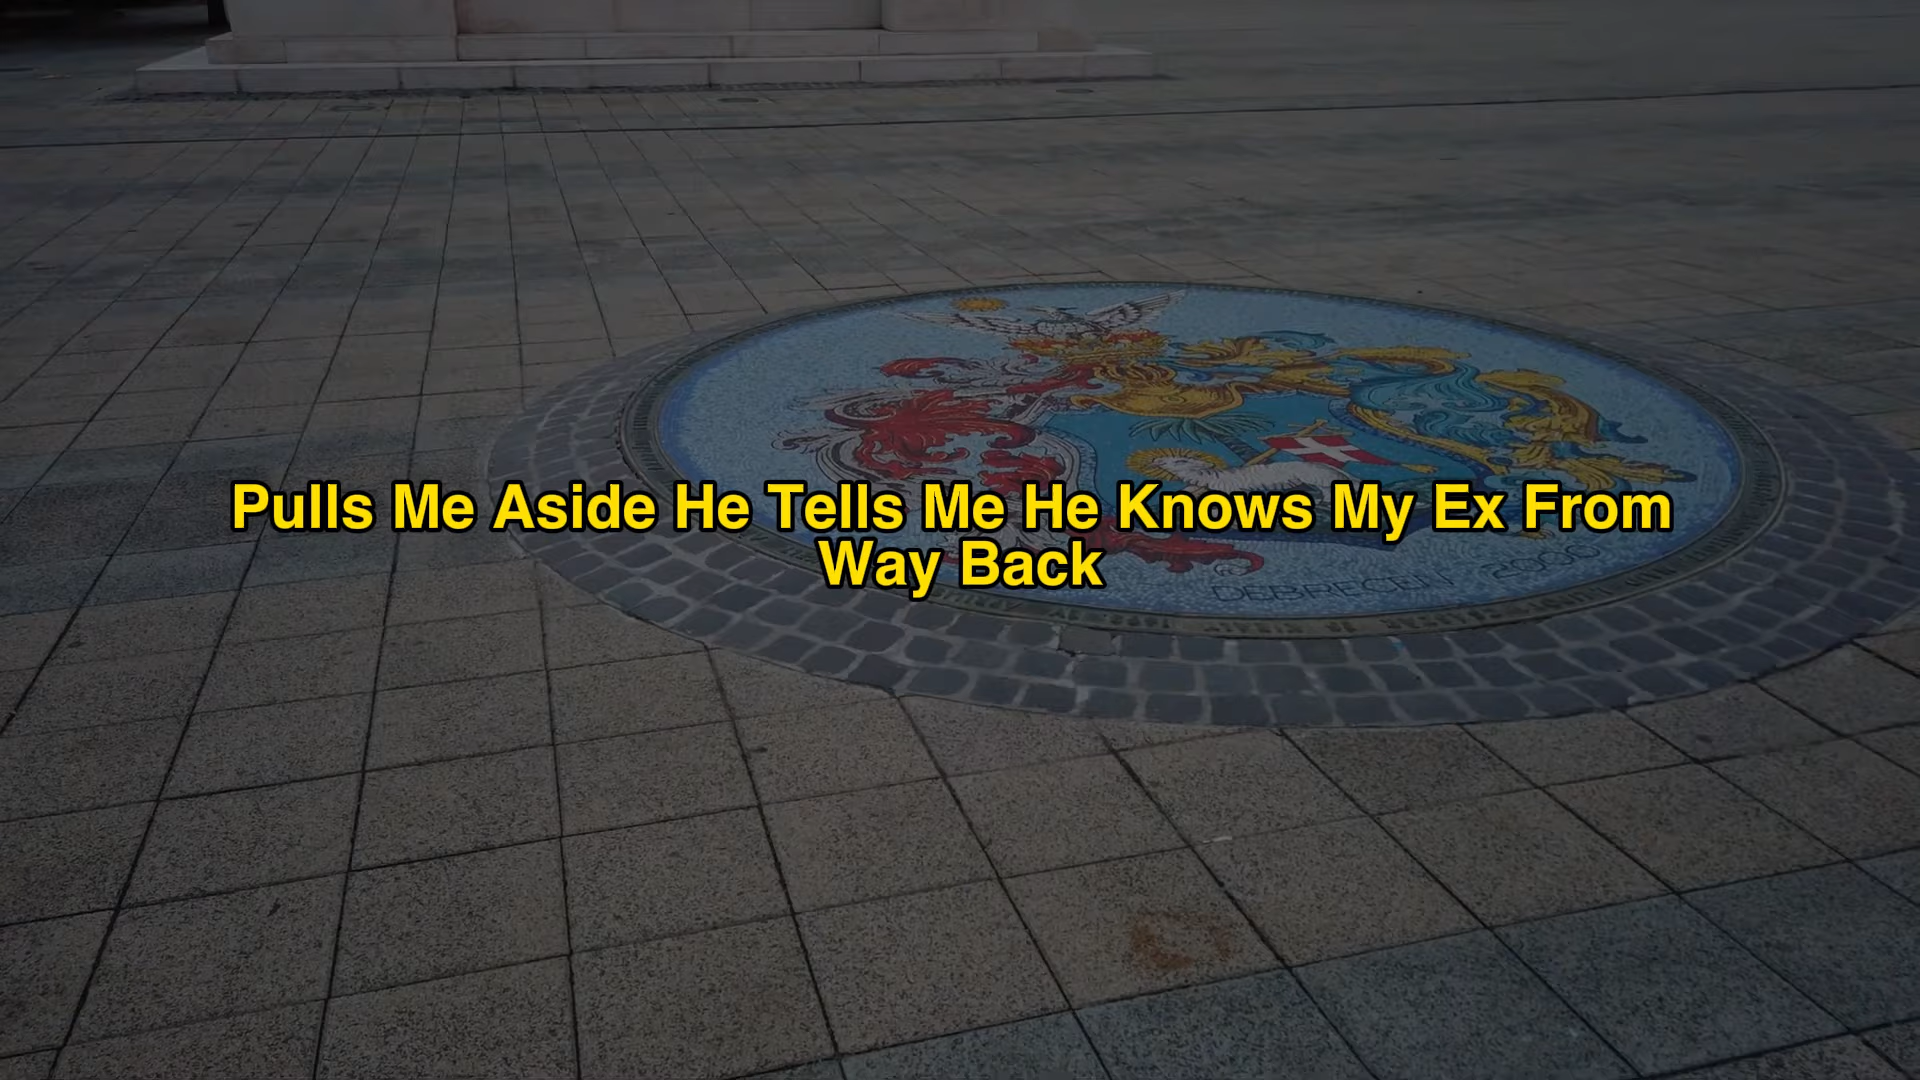 Pulls Me Aside He Tells Me He Knows My Ex From
Way Back
DEBRECEN 2000